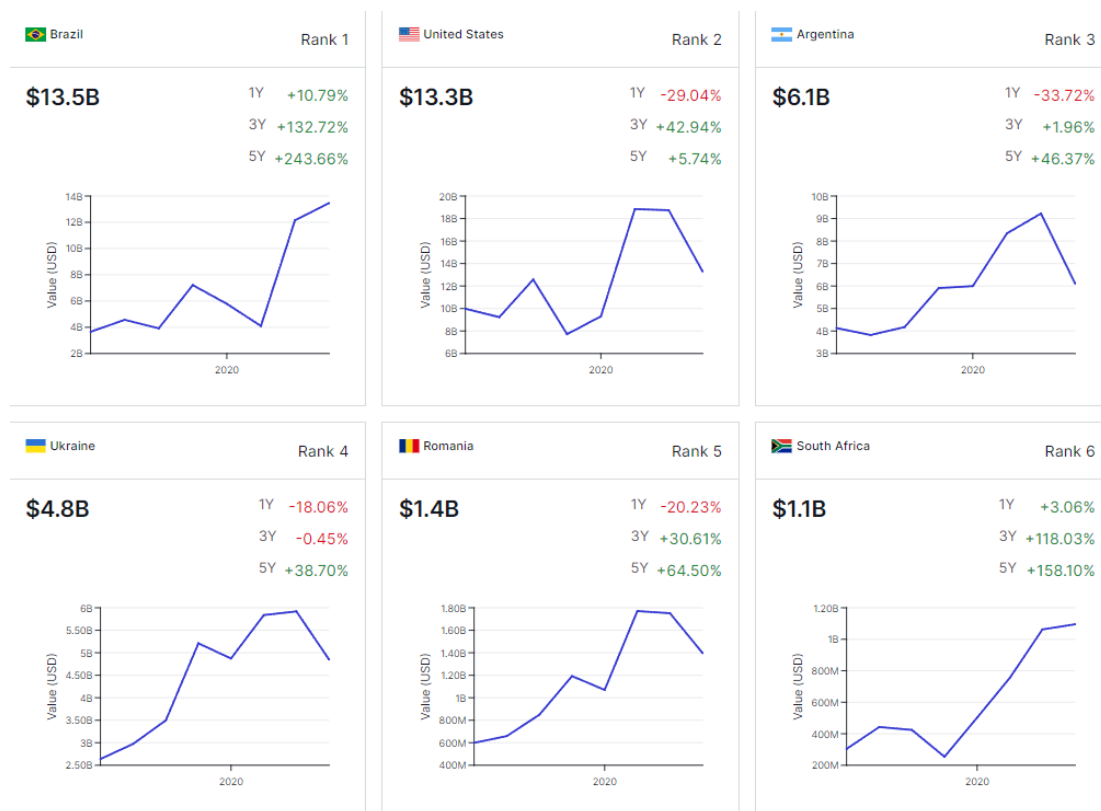 Brazil
Rank 1
$13.5B
1Y +10.79%
3Y +132.72%
5Y +243.66%
14B
12B
10B
8B
6B
4B
2B
Value (USD)
2020
United States
Rank 2
$13.3B
1Y -29.04%
3Y +42.94%
5Y +5.74%
20B
18B
16B
14B
12B
10B
8B
6B
Value (USD)
2020
Argentina
Rank 3
$6.1B
1Y -33.72%
3Y +1.96%
5Y +46.37%
10B
9B
8B
7B
6B
5B
4B
3B
Value (USD)
2020
Ukraine
Rank 4
$4.8B
1Y -18.06%
3Y -0.45%
5Y +38.70%
6B
5.50B
5B
4.50B
4B
3.50B
3B
2.50B
Value (USD)
2020
Romania
Rank 5
$1.4B
1Y -20.23%
3Y +30.61%
5Y +64.50%
1.80B
1.60B
1.40B
1.20B
1B
800M
600M
400M
Value (USD)
2020
South Africa
Rank 6
$1.1B
1Y +3.06%
3Y +118.03%
5Y +158.10%
1.20B
1B
800M
600M
400M
200M
Value (USD)
2020